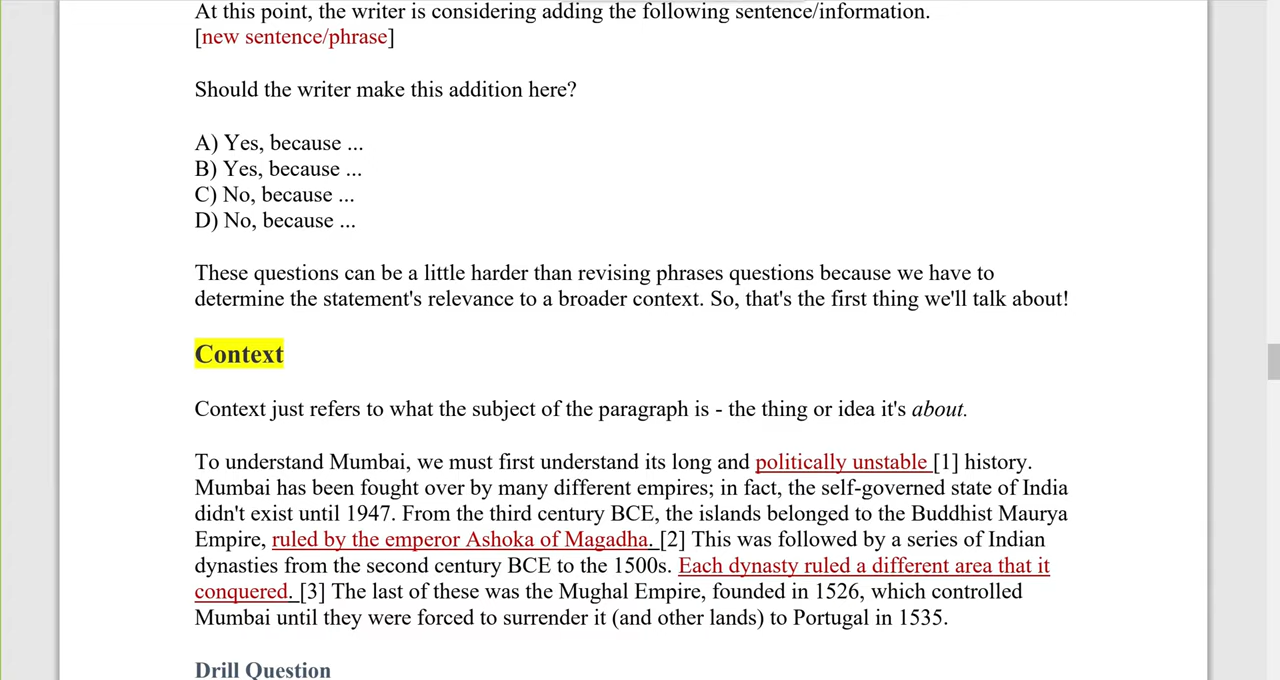 At this point, the writer is considering adding the following sentence/information.
[new sentence/phrase]
Should the writer make this addition here?
A) Yes, because ...
B) Yes, because ...
C) No, because ...
D) No, because ...
These questions can be a little harder than revising phrases questions because we have to
determine the statement's relevance to a broader context. So, that's the first thing we'll talk about!
Context
Context just refers to what the subject of the paragraph is - the thing or idea it's about.
To understand Mumbai, we must first understand its long and politically unstable [1] history.
Mumbai has been fought over by many different empires; in fact, the self-governed state of India
didn't exist until 1947. From the third century BCE, the islands belonged to the Buddhist Maurya
Empire, ruled by the emperor Ashoka of Magadha. [2] This was followed by a series of Indian
dynasties from the second century BCE to the 1500s. Each dynasty ruled a different area that it
conquered. [3] The last of these was the Mughal Empire, founded in 1526, which controlled
Mumbai until they were forced to surrender it (and other lands) to Portugal in 1535.
Drill Question